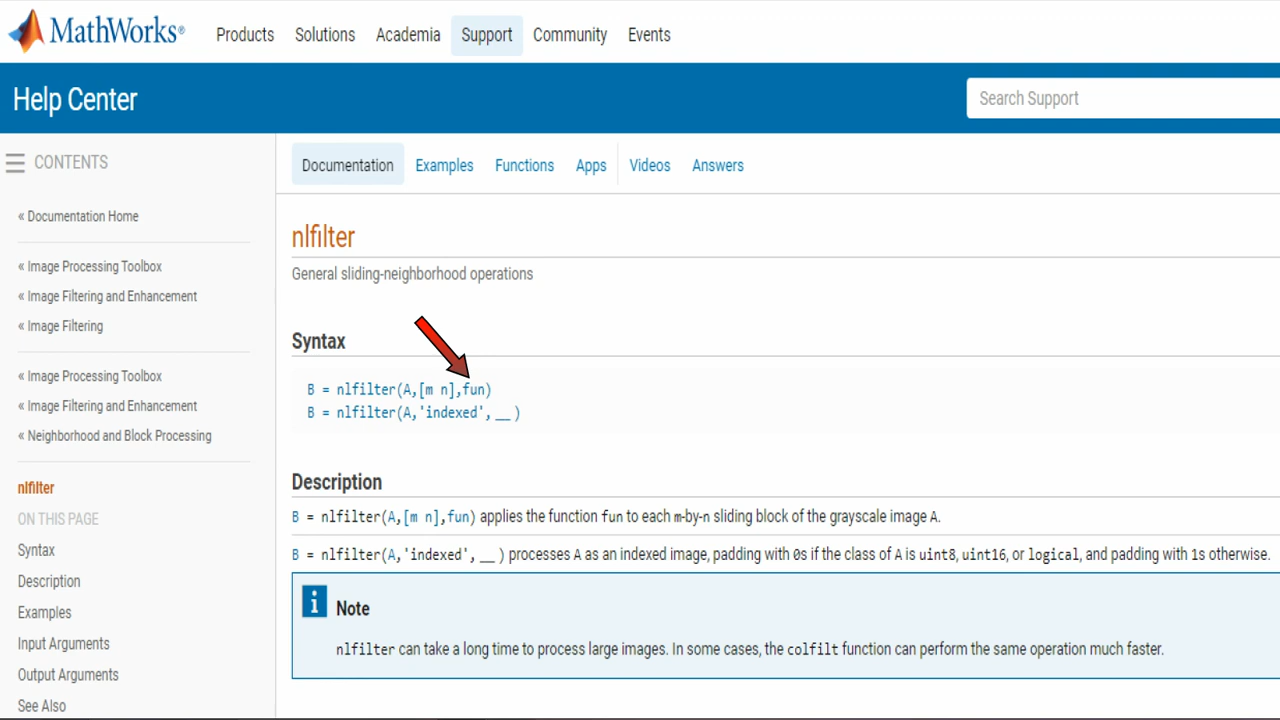 MathWorks®
Products Solutions Academia Support Community Events
Help Center
Search Support
CONTENTS
« Documentation Home
« Image Processing Toolbox
« Image Filtering and Enhancement
« Image Filtering
« Image Processing Toolbox
« Image Filtering and Enhancement
« Neighborhood and Block Processing
nlfilter
ON THIS PAGE
Syntax
Description
Examples
Input Arguments
Output Arguments
See Also
Documentation Examples Functions Apps Videos Answers
nlfilter
General sliding-neighborhood operations
Syntax
B = nlfilter(A,[m n],fun)
B = nlfilter(A,'indexed',__)
Description
B = nlfilter(A,[m n],fun) applies the function fun to each m-by-n sliding block of the grayscale image A.
B = nlfilter(A,'indexed',__) processes A as an indexed image, padding with 0s if the class of A is uint8, uint16, or logical, and padding with 1s otherwise.
i Note
nlfilter can take a long time to process large images. In some cases, the colfilt function can perform the same operation much faster.